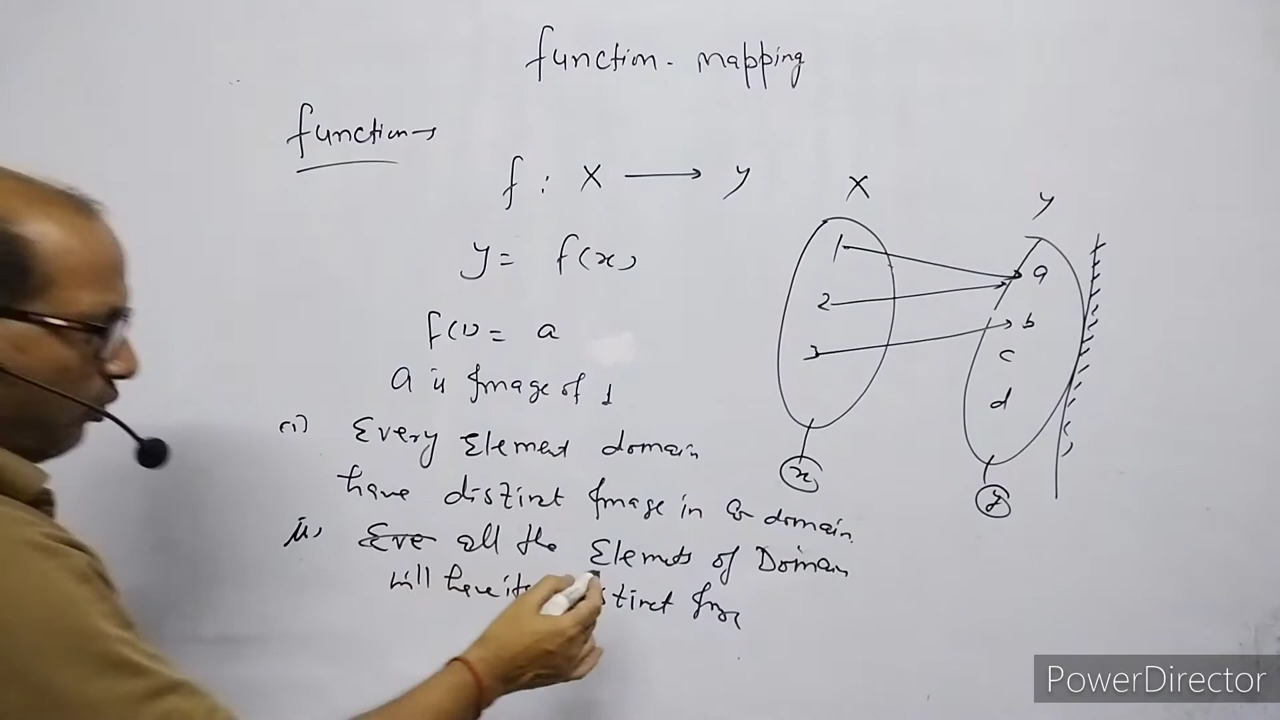 function - mapping
function→
f : X → y
y = f(x)
f(1) = a
a is Image of 1
(i) Every Element domain
have distinct Image in co domain.
ii, all the Elements of Domain
will have its distinct
X
y
1
2
3
a
b
c
d
x
y
PowerDirector